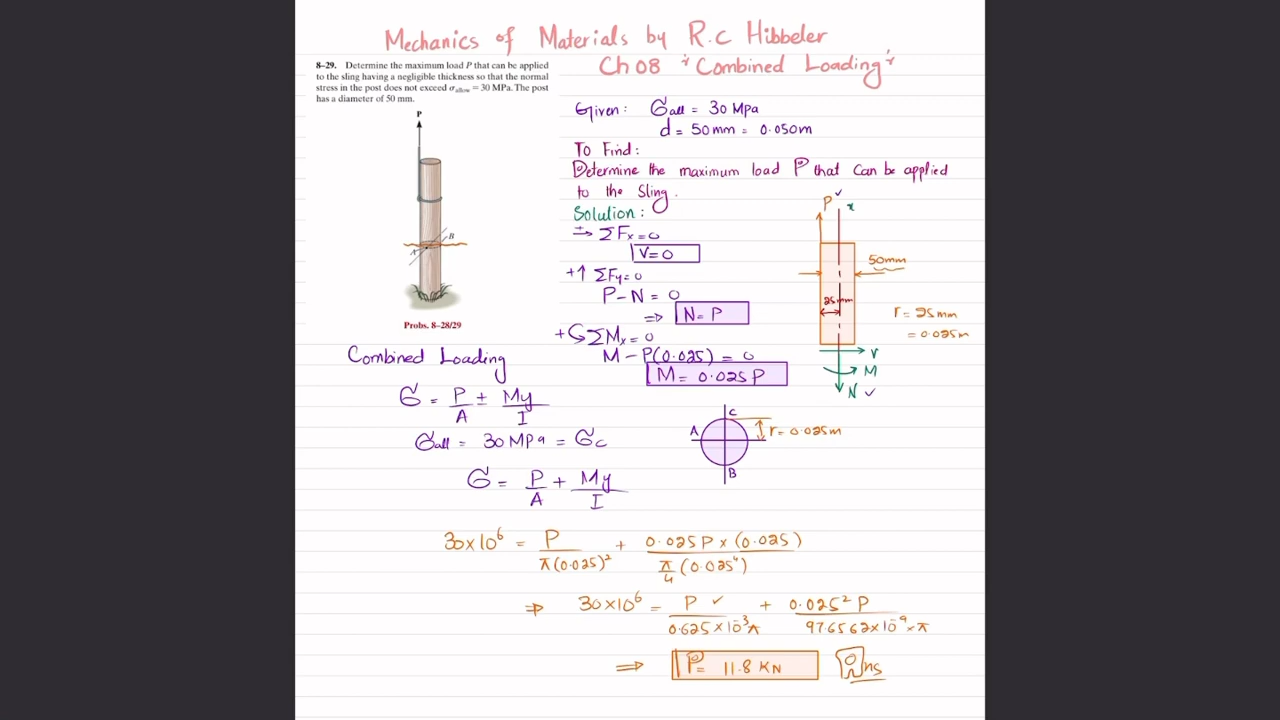 Mechanics of Materials by R.C Hibbeler
Ch 08 "Combined Loading"
8–29. Determine the maximum load P that can be applied
to the sling having a negligible thickness so that the normal
stress in the post does not exceed σallow = 30 MPa. The post
has a diameter of 50 mm.
P
B
A
Probs. 8–28/29
Given: σall = 30 MPa
d = 50mm = 0.050m
To Find:
Determine the maximum load P that can be applied
to the Sling.
Solution:
→+ ΣFx = 0
V=0
+↑ ΣFy=0
P-N = 0
⇒ N= P
+↺ ΣMx = 0
M - P(0.025) = 0
M= 0.025P
P ✓
x
50mm
25mm
r = 25mm
= 0.025m
V
M
N ✓
Combined Loading
σ = P/A ± My/I
σall = 30 MPa = σc
σ = P/A + My/I
C
A
r= 0.025m
B
30×10⁶ = P/π(0.025)² + 0.025P × (0.025)/π/4 (0.025⁴)
⇒ 30×10⁶ = P ✓/0.625×10⁻³π + 0.025² P/97.6562×10⁻⁹×π
⇒ P= 11.8 KN Ans